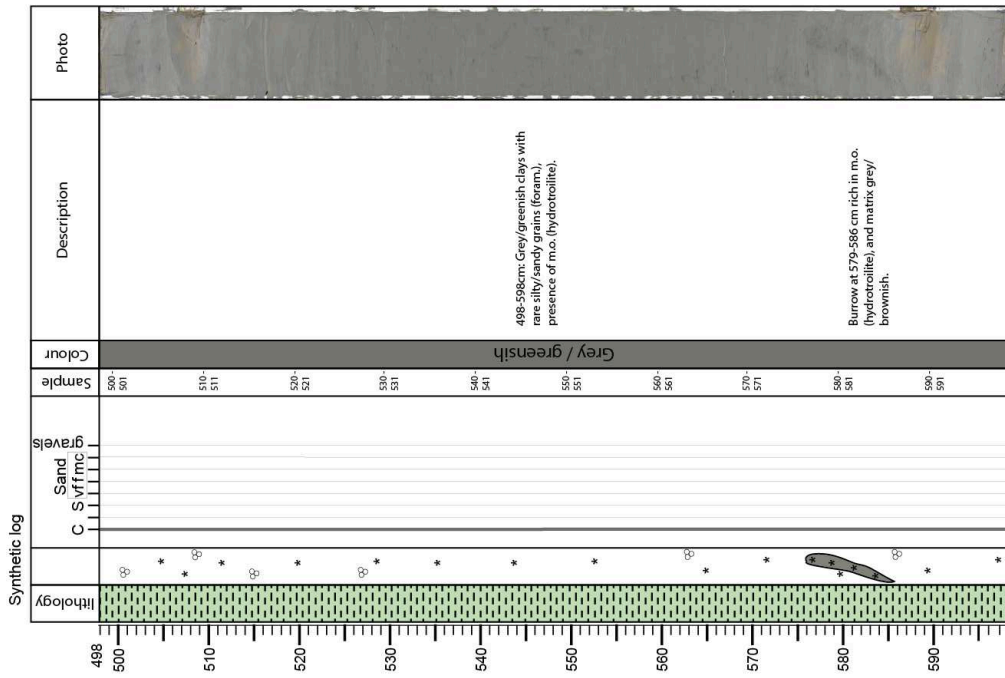 Synthetic log
lithology
C
S
vf
f
m
c
Sand
gravels
Sample
Colour
Description
Photo
498
500
510
520
530
540
550
560
570
580
590
500-
501
510-
511
520-
521
530-
531
540-
541
550-
551
560-
561
570-
571
580-
581
590-
591
Grey / greensih
498-598cm: Grey/greenish clays with
rare silty/sandy grains (foram.),
presence of m.o. (hydrotroilite).
Burrow at 579-586 cm rich in m.o.
(hydrotroilite), and matrix grey/
brownish.